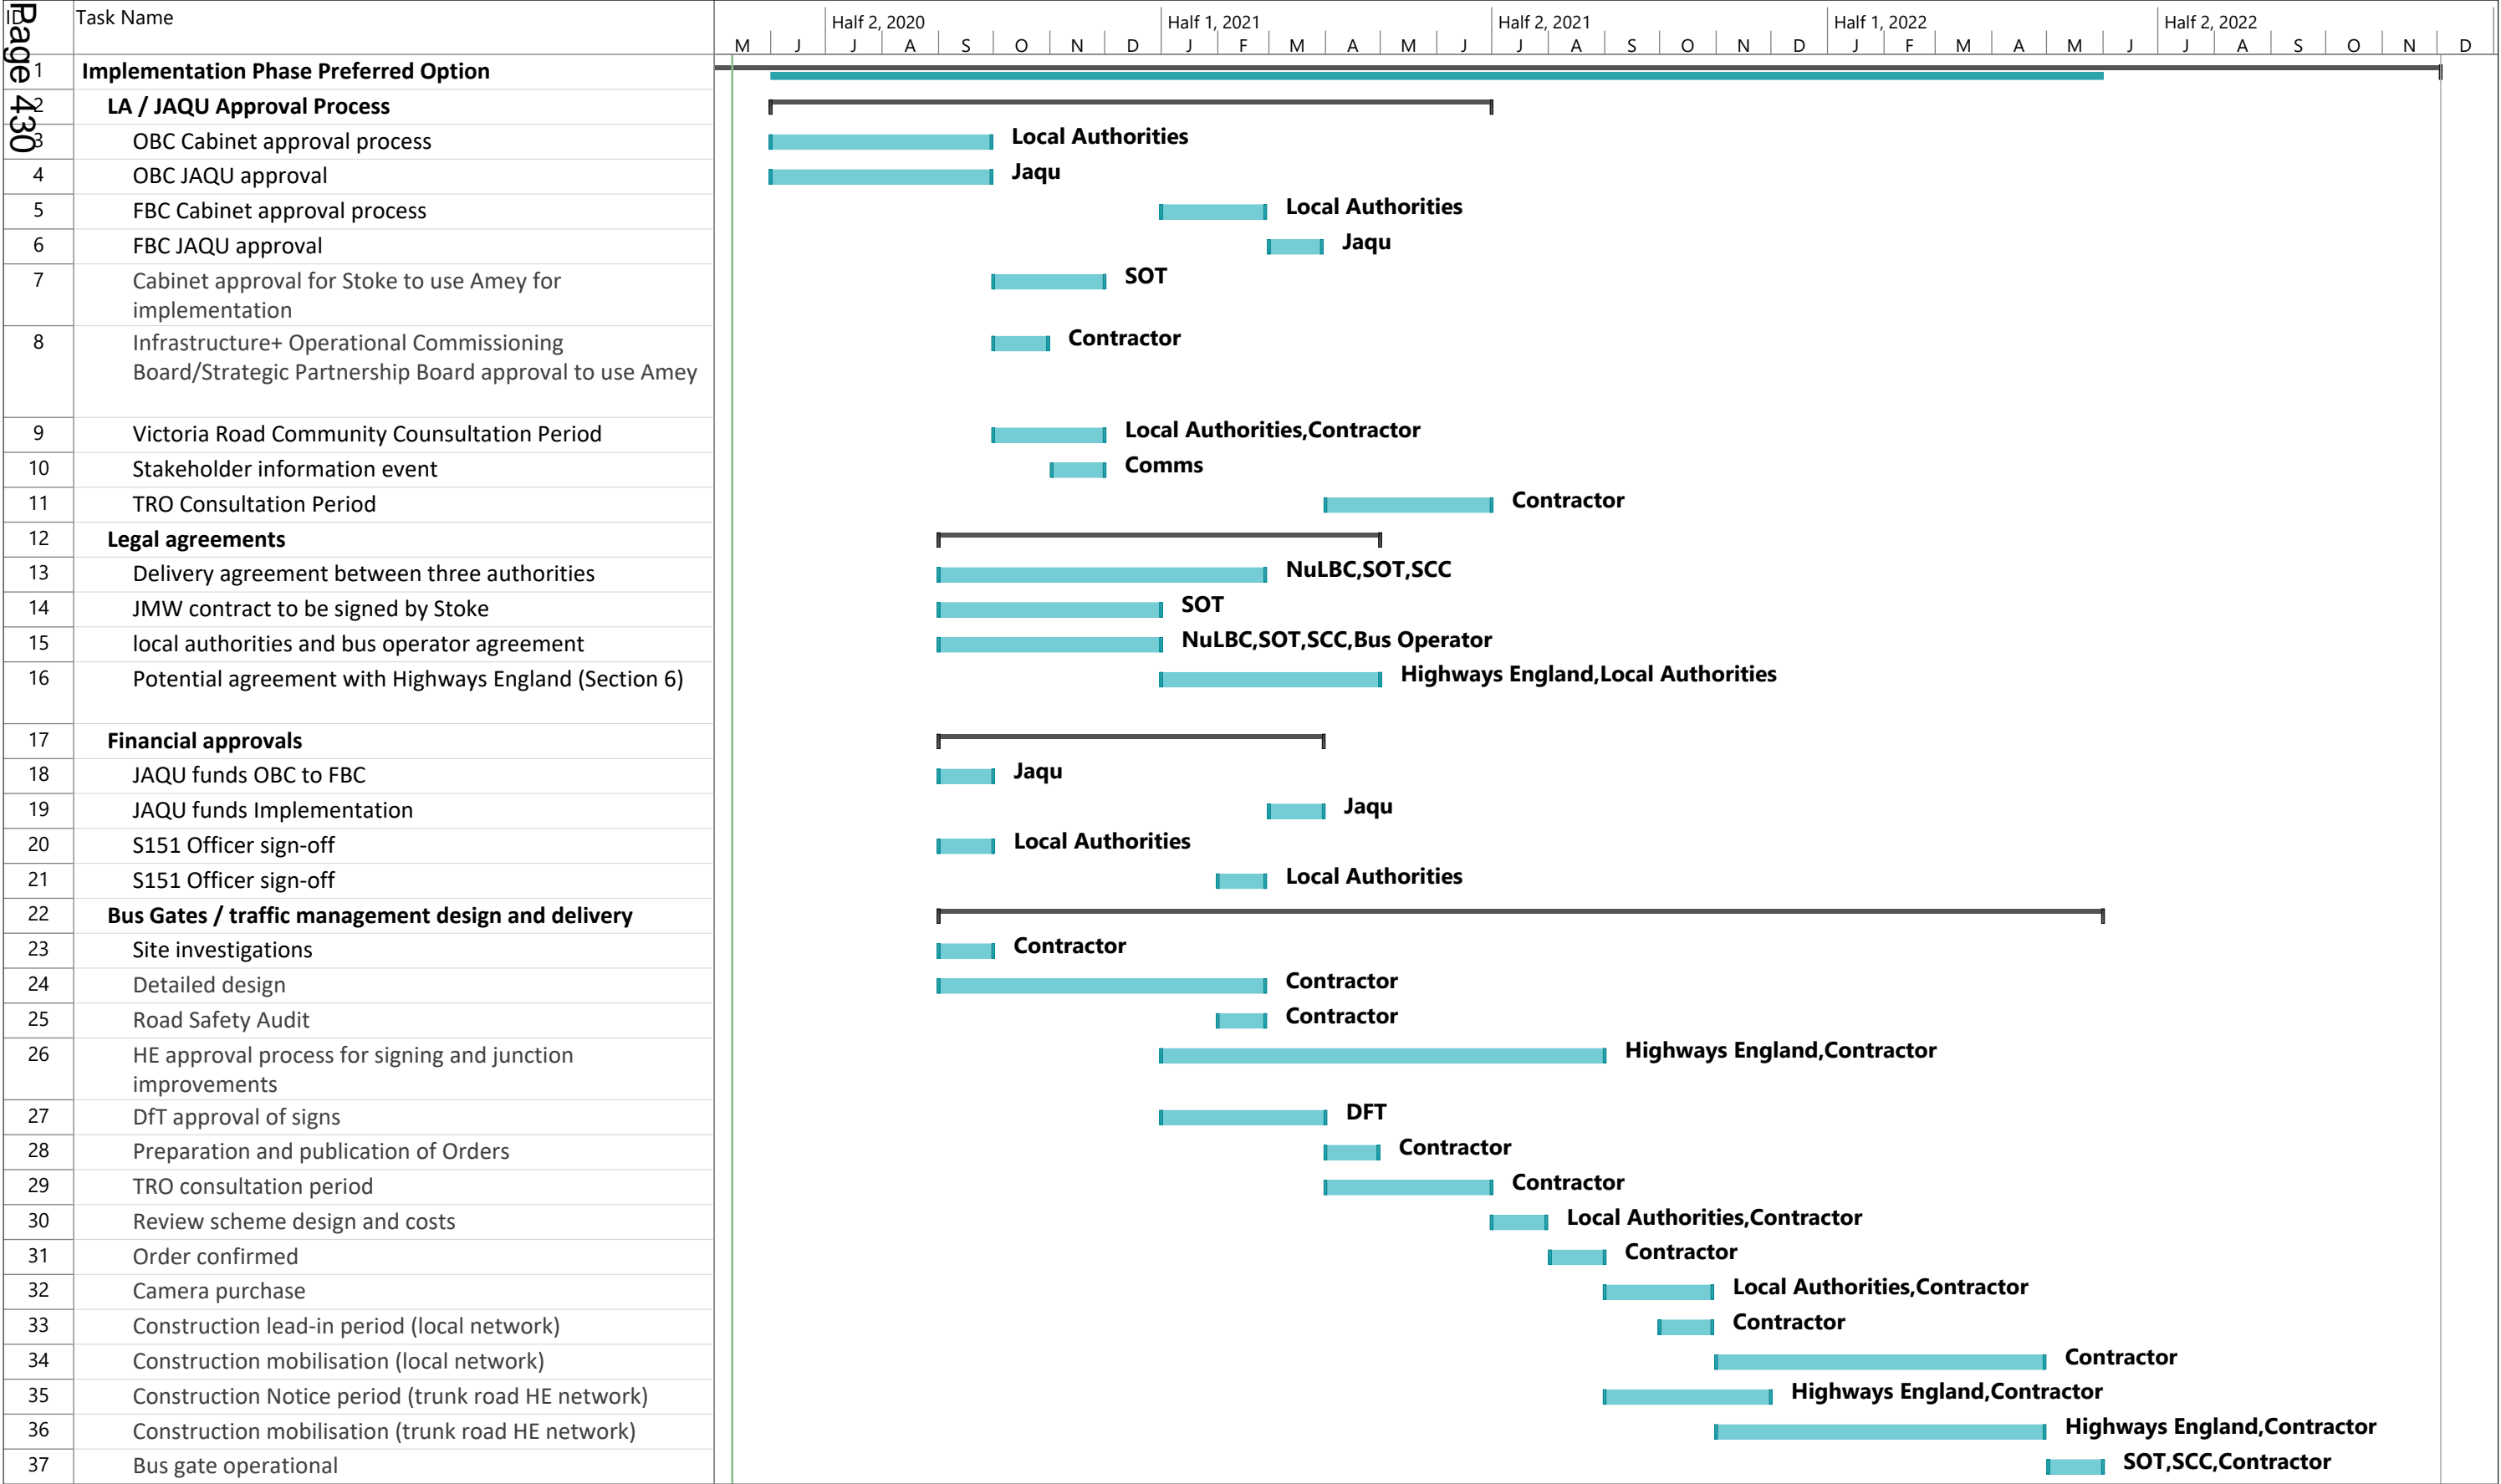 Page 430
ID Task Name
Half 2, 2020 Half 1, 2021 Half 2, 2021 Half 1, 2022 Half 2, 2022
M J J A S O N D J F M A M J J A S O N D J F M A M J J A S O N D
1 Implementation Phase Preferred Option
2 LA / JAQU Approval Process
3 OBC Cabinet approval process Local Authorities
4 OBC JAQU approval Jaqu
5 FBC Cabinet approval process Local Authorities
6 FBC JAQU approval Jaqu
7 Cabinet approval for Stoke to use Amey for SOT
implementation
8 Infrastructure+ Operational Commissioning Contractor
Board/Strategic Partnership Board approval to use Amey
9 Victoria Road Community Counsultation Period Local Authorities,Contractor
10 Stakeholder information event Comms
11 TRO Consultation Period Contractor
12 Legal agreements
13 Delivery agreement between three authorities NuLBC,SOT,SCC
14 JMW contract to be signed by Stoke SOT
15 local authorities and bus operator agreement NuLBC,SOT,SCC,Bus Operator
16 Potential agreement with Highways England (Section 6) Highways England,Local Authorities
17 Financial approvals
18 JAQU funds OBC to FBC Jaqu
19 JAQU funds Implementation Jaqu
20 S151 Officer sign-off Local Authorities
21 S151 Officer sign-off Local Authorities
22 Bus Gates / traffic management design and delivery
23 Site investigations Contractor
24 Detailed design Contractor
25 Road Safety Audit Contractor
26 HE approval process for signing and junction Highways England,Contractor
improvements
27 DfT approval of signs DFT
28 Preparation and publication of Orders Contractor
29 TRO consultation period Contractor
30 Review scheme design and costs Local Authorities,Contractor
31 Order confirmed Contractor
32 Camera purchase Local Authorities,Contractor
33 Construction lead-in period (local network) Contractor
34 Construction mobilisation (local network) Contractor
35 Construction Notice period (trunk road HE network) Highways England,Contractor
36 Construction mobilisation (trunk road HE network) Highways England,Contractor
37 Bus gate operational SOT,SCC,Contractor